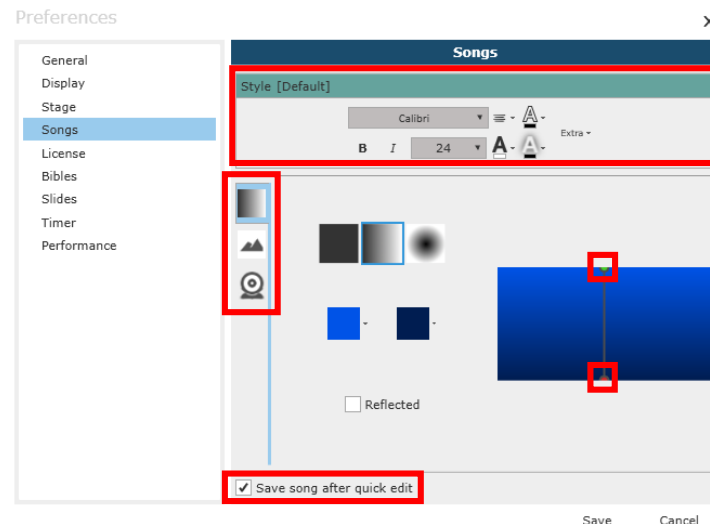 Preferences
General
Display
Stage
Songs
License
Bibles
Slides
Timer
Performance
Songs
Style [Default]
Calibri
A
Extra
B I 24 A A
Reflected
Save song after quick edit
Save Cancel